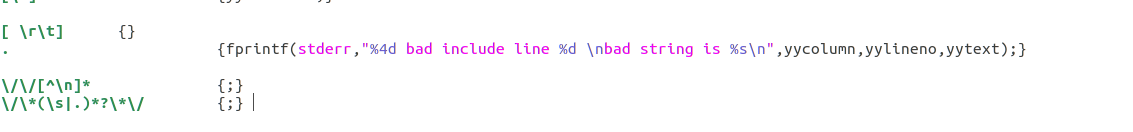 [ \r\t]      {}
.                       {fprintf(stderr,"%4d bad include line %d \nbad string is %s\n",yycolumn,yylineno,yytext);}
\/\/[^\n]*              {;}
\/\*(\s|.)*?\*\/        {;}